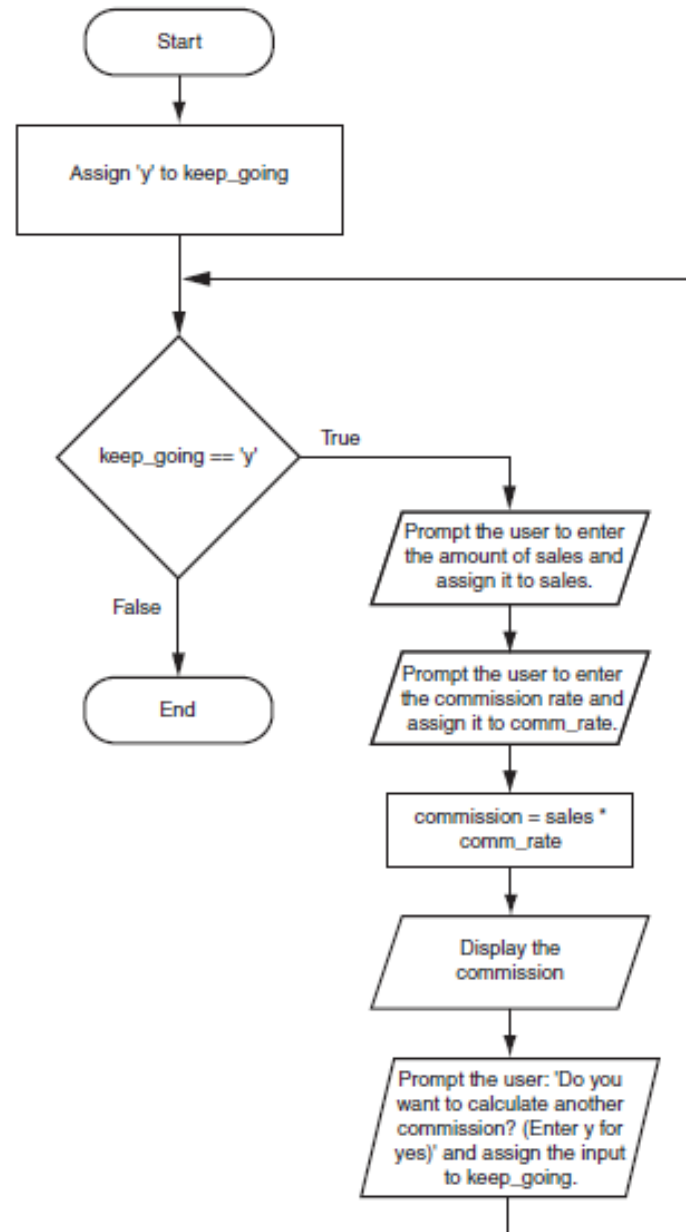 Start
Assign 'y' to keep_going
keep_going == 'y'
True
False
End
Prompt the user to enter
the amount of sales and
assign it to sales.
Prompt the user to enter
the commission rate and
assign it to comm_rate.
commission = sales *
comm_rate
Display the
commission
Prompt the user: 'Do you
want to calculate another
commission? (Enter y for
yes)' and assign the input
to keep_going.